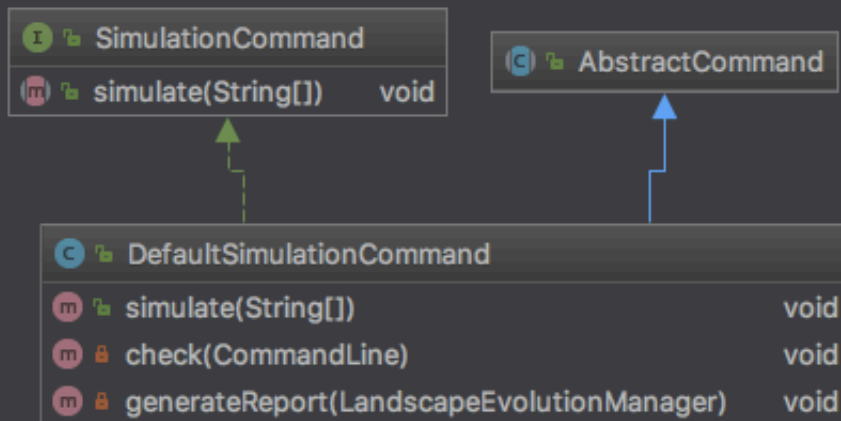 I SimulationCommand
m simulate(String[]) void
C AbstractCommand
C DefaultSimulationCommand
m simulate(String[]) void
m check(CommandLine) void
m generateReport(LandscapeEvolutionManager) void